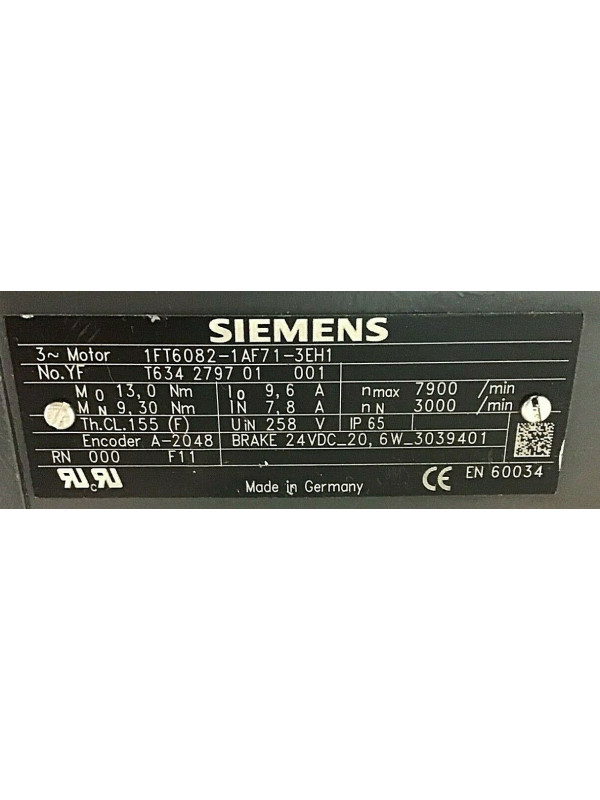 SIEMENS
3~ Motor 1FT6082-1AF71-3EH1
No.YF T634 2797 01 001
M0 13,0 Nm I0 9,6 A nmax 7900 /min
MN 9,30 Nm IN 7,8 A nN 3000 /min
Th.CL.155 (F) UiN 258 V IP 65
Encoder A-2048 BRAKE 24VDC_20,6W_3039401
RN 000 F11
EN 60034
Made in Germany CE